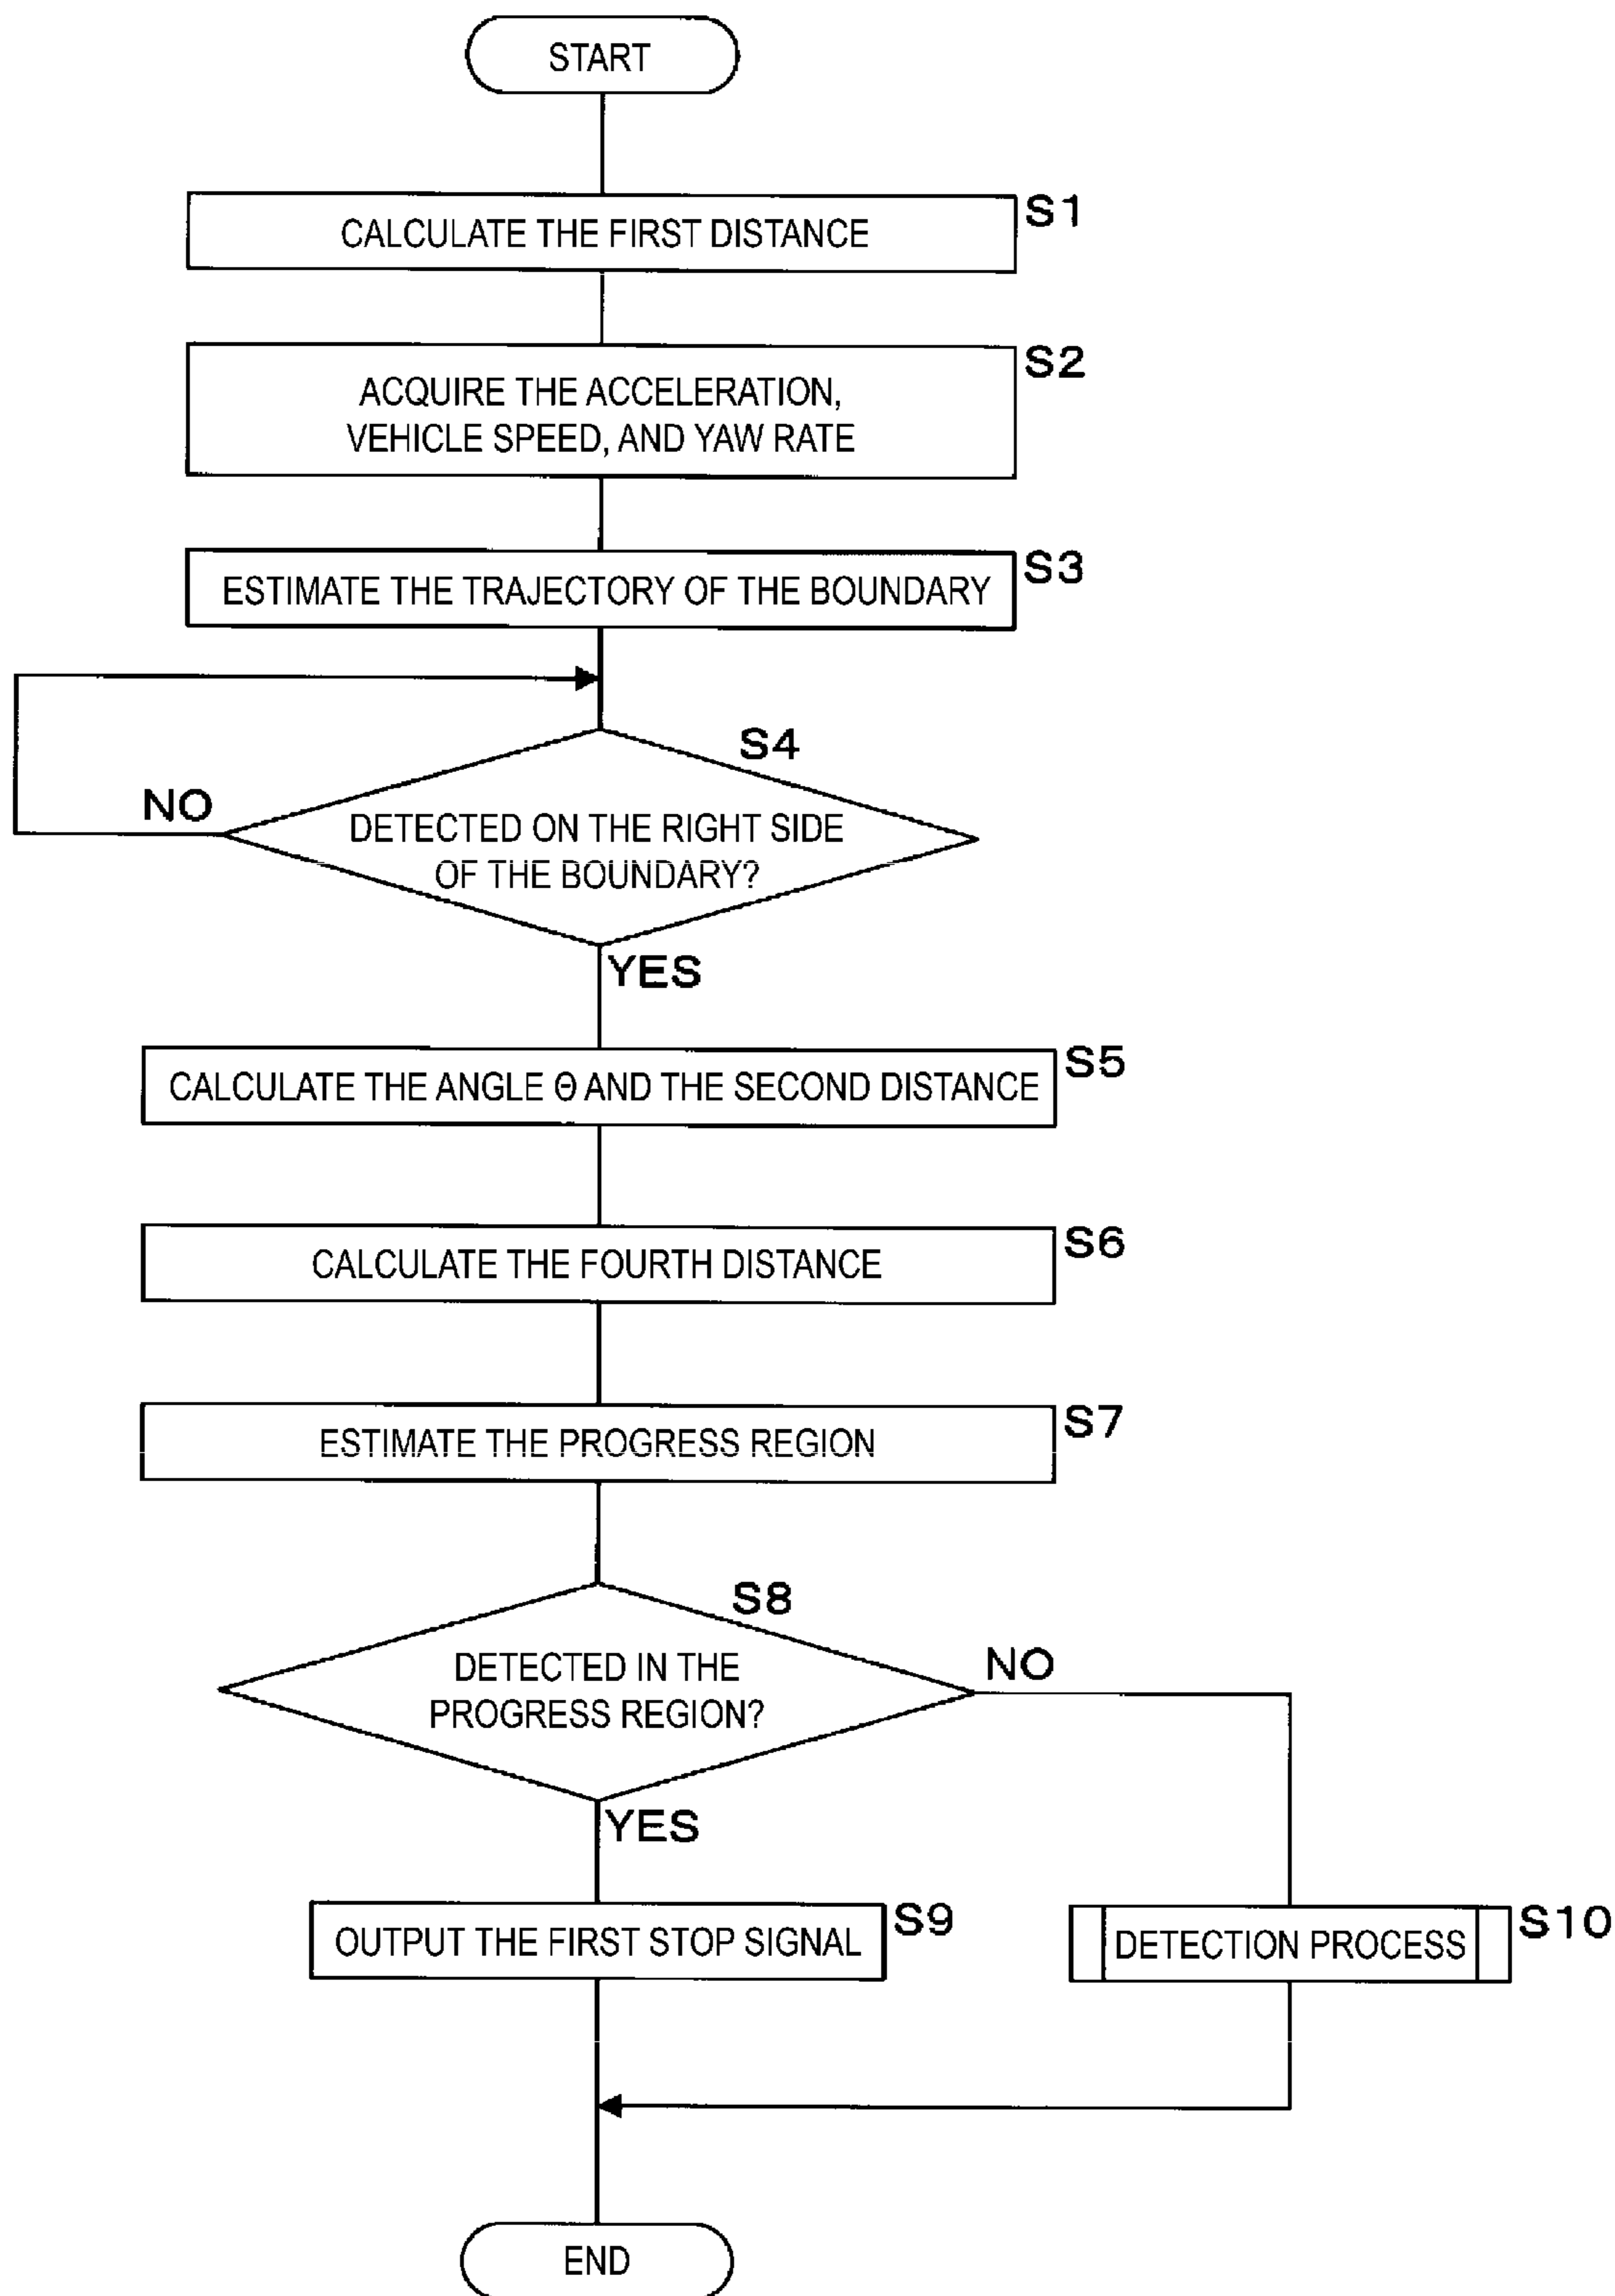 START
S1
CALCULATE THE FIRST DISTANCE
S2
ACQUIRE THE ACCELERATION,
VEHICLE SPEED, AND YAW RATE
S3
ESTIMATE THE TRAJECTORY OF THE BOUNDARY
S4
NO
DETECTED ON THE RIGHT SIDE
OF THE BOUNDARY?
YES
S5
CALCULATE THE ANGLE Θ AND THE SECOND DISTANCE
S6
CALCULATE THE FOURTH DISTANCE
S7
ESTIMATE THE PROGRESS REGION
S8
NO
DETECTED IN THE
PROGRESS REGION?
YES
S9
OUTPUT THE FIRST STOP SIGNAL
S10
DETECTION PROCESS
END